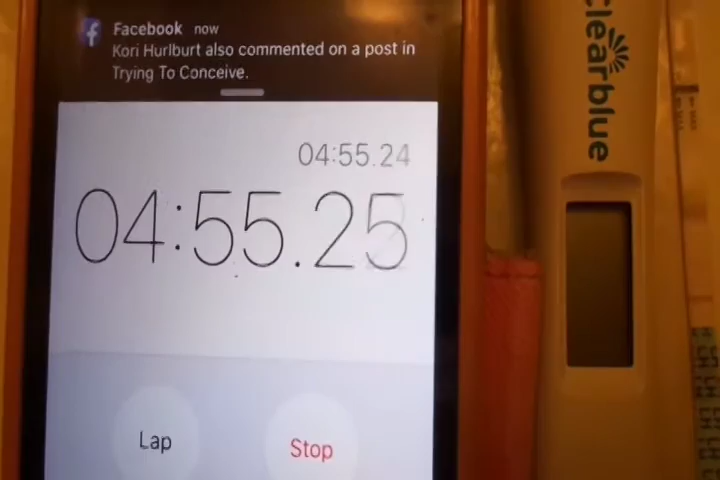 Facebook now
Kori Hurlburt also commented on a post in
Trying To Conceive.
04:55.24
04:55.25
Lap
Stop
Clearblue